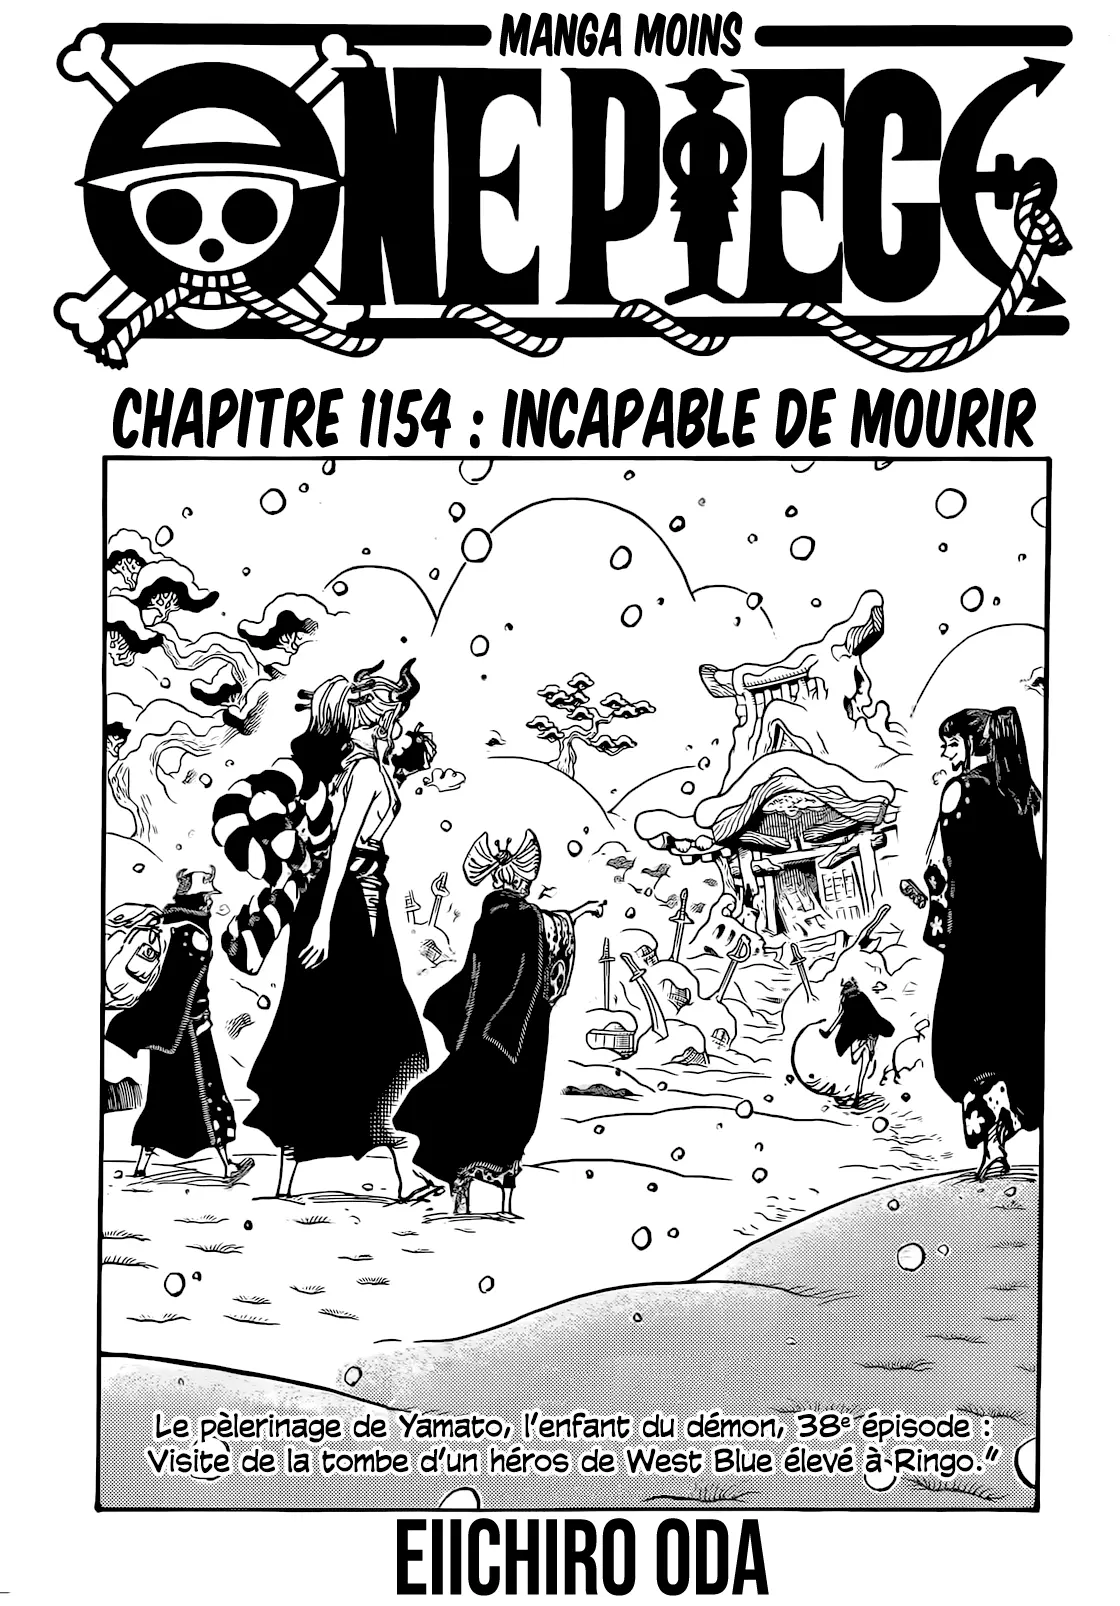 MANGA MOINS
ONE PIECE
CHAPITRE 1154 : INCAPABLE DE MOURIR
Le pèlerinage de Yamato, l'enfant du démon, 38e épisode :
Visite de la tombe d'un héros de West Blue élevé à Ringo."
EIICHIRO ODA